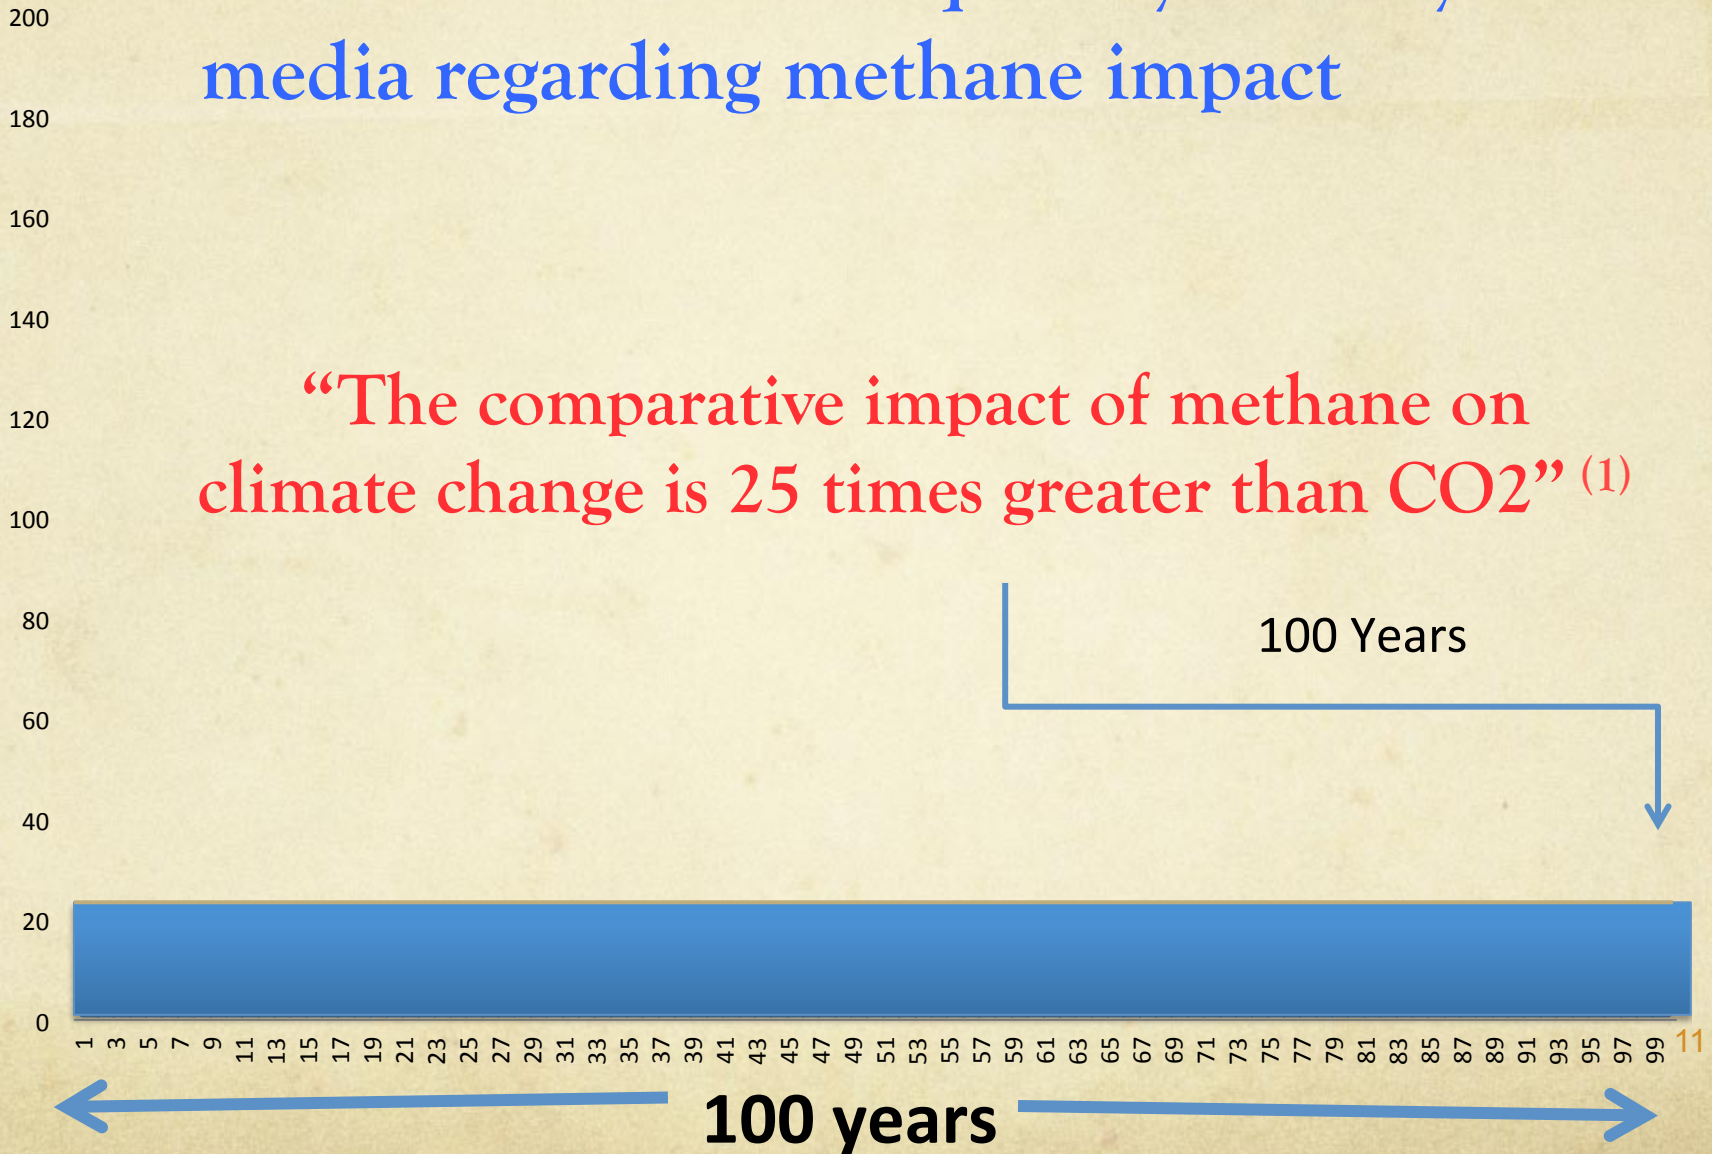 media regarding methane impact
“The comparative impact of methane on
climate change is 25 times greater than CO2” (1)
100 Years
200
180
160
140
120
100
80
60
40
20
0
1 3 5 7 9 11 13 15 17 19 21 23 25 27 29 31 33 35 37 39 41 43 45 47 49 51 53 55 57 59 61 63 65 67 69 71 73 75 77 79 81 83 85 87 89 91 93 95 97 99
11
100 years